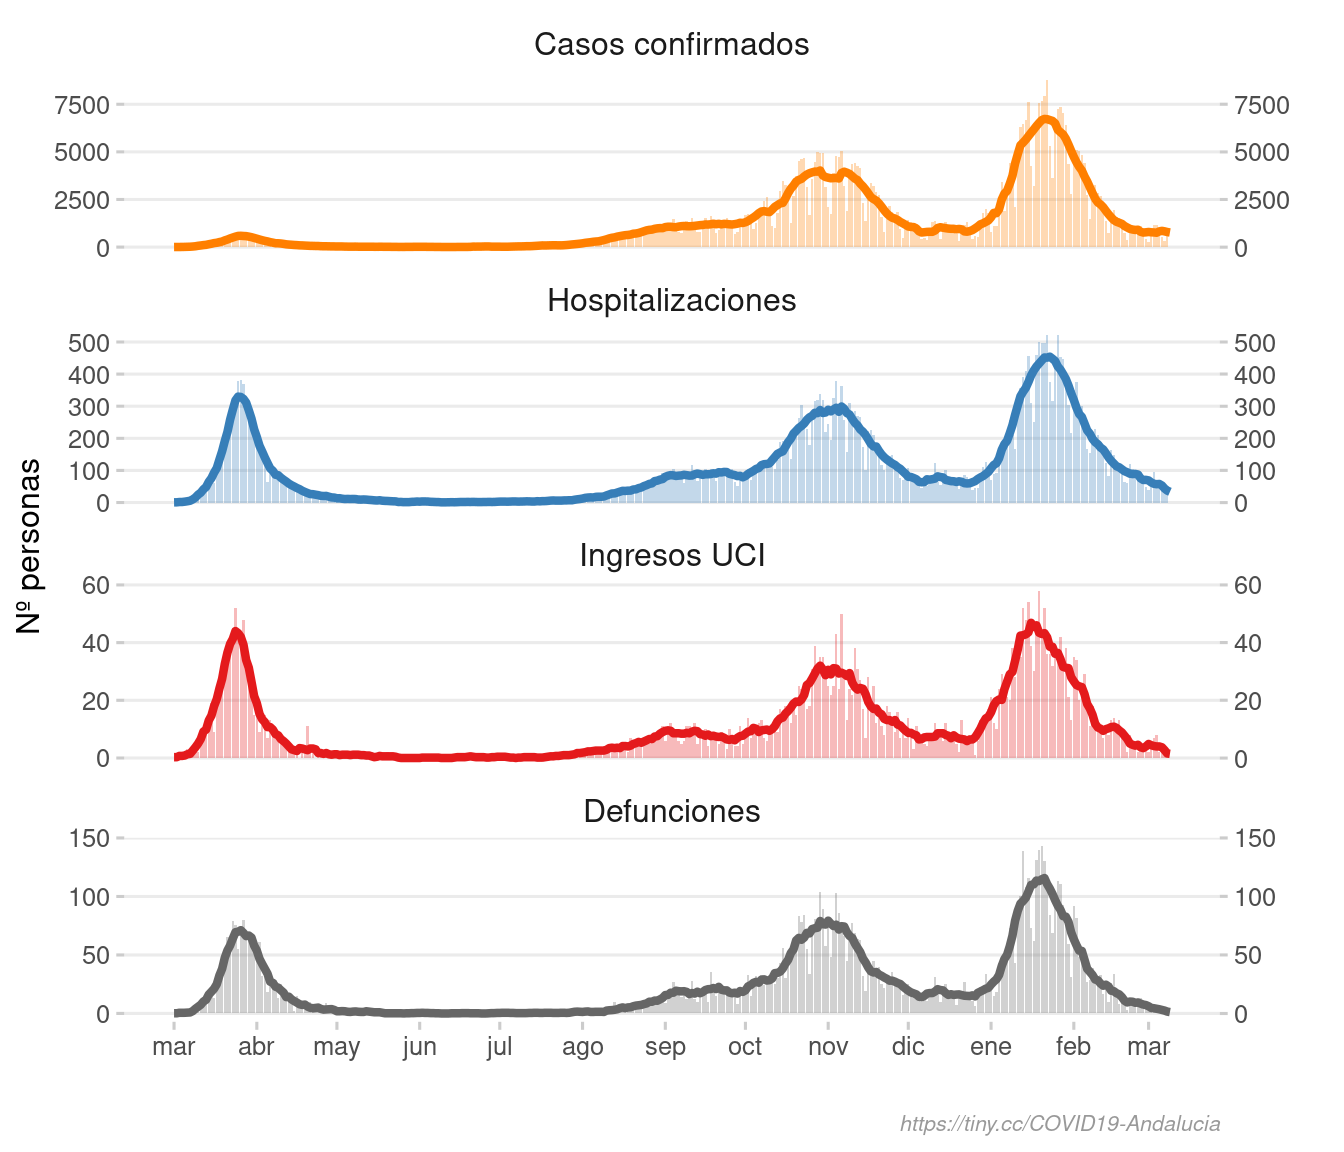 Casos confirmados
7500 7500
5000 5000
2500 2500
0 0
Hospitalizaciones
500 500
400 400
300 300
200 200
100 100
0 0
Nº personas
Ingresos UCI
60 60
40 40
20 20
0 0
Defunciones
150 150
100 100
50 50
0 0
mar abr may jun jul ago sep oct nov dic ene feb mar
https://tiny.cc/COVID19-Andalucia